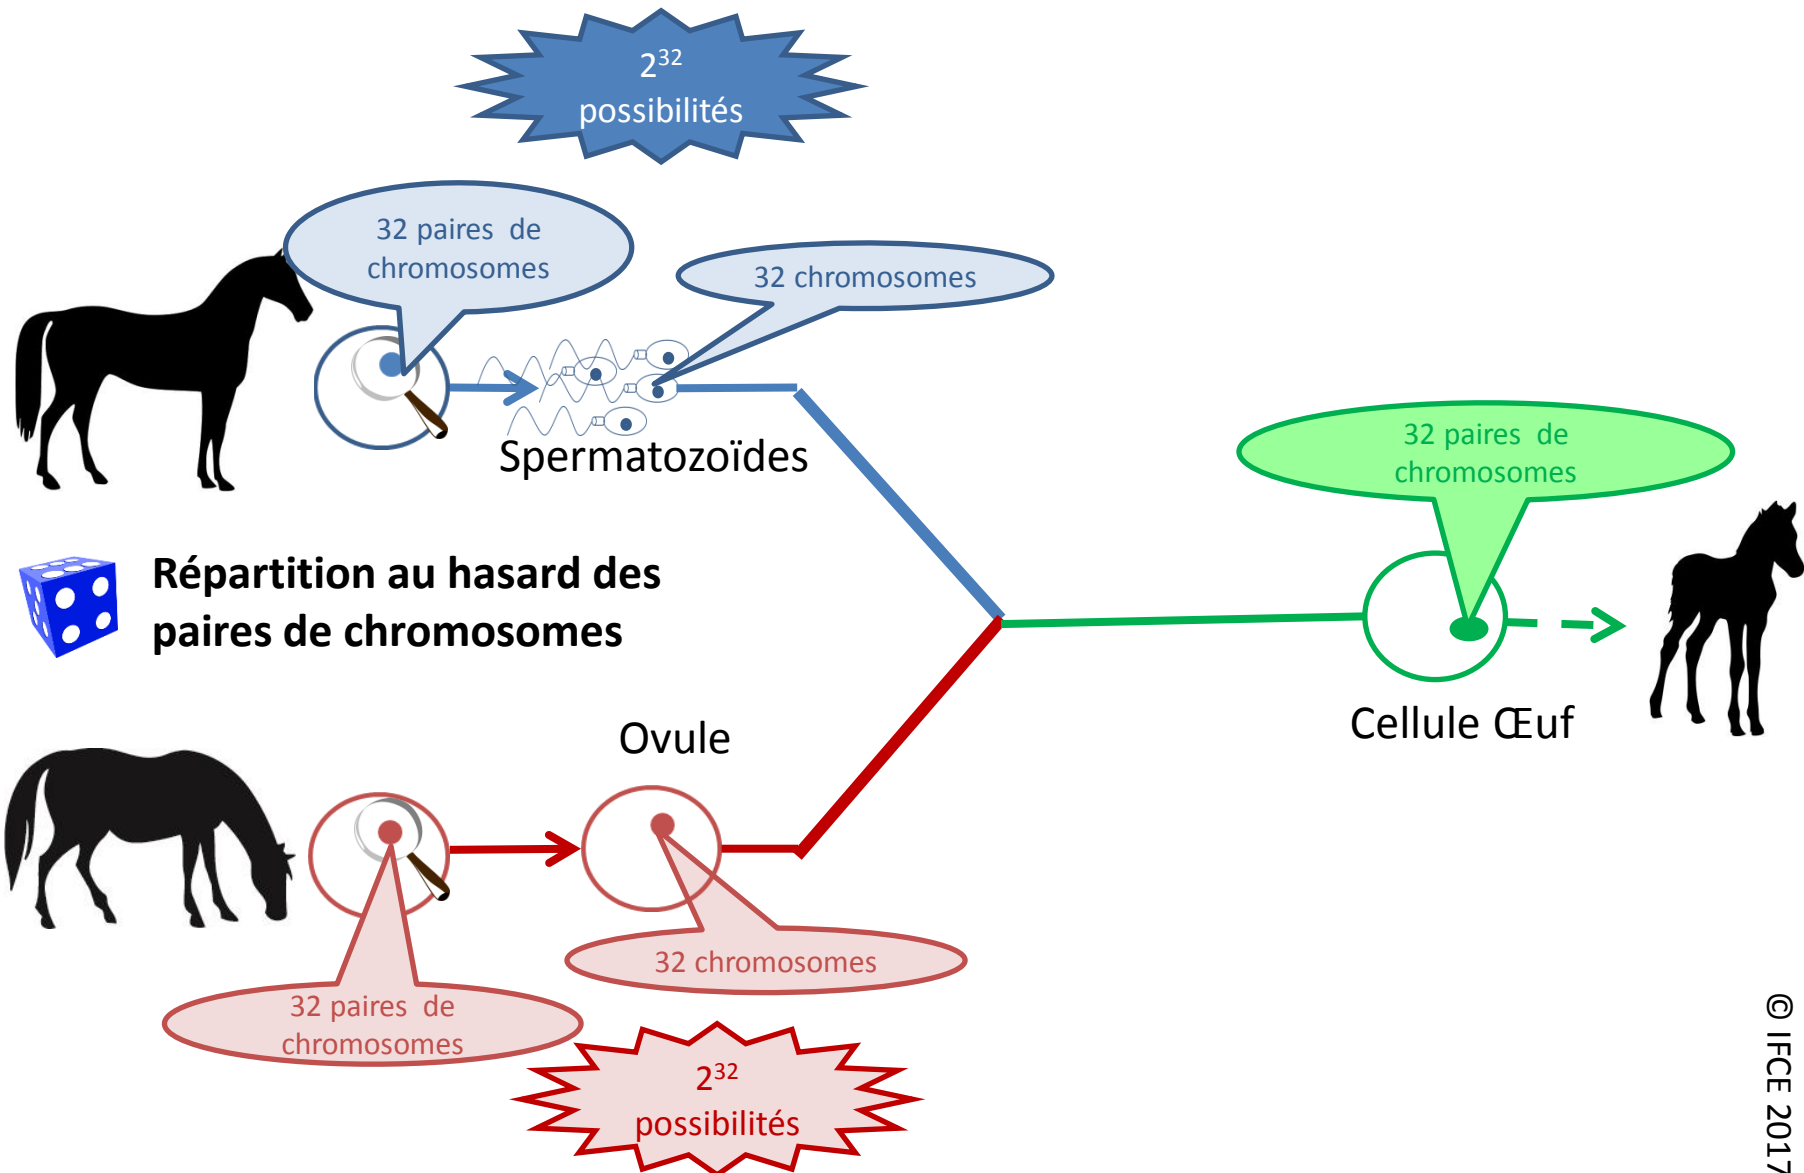 2³²
possibilités
32 paires de
chromosomes
32 chromosomes
Spermatozoïdes
32 paires de
chromosomes
Répartition au hasard des
paires de chromosomes
Ovule
Cellule Œuf
32 chromosomes
32 paires de
chromosomes
2³²
possibilités
© IFCE 2017